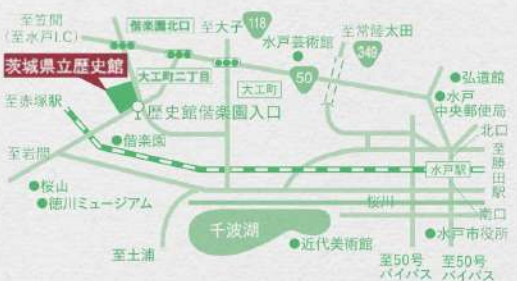 至笠間
(至水戸I.C)
偕楽園北口
至大子
118
至常陸太田
349
水戸芸術館
茨城県立歴史館
大工町二丁目
大工町
50
弘道館
水戸
中央郵便局
至赤塚駅
歴史館偕楽園入口
北口
至岩間
偕楽園
至勝田駅
水戸駅
桜山
徳川ミュージアム
桜川
南口
千波湖
水戸市役所
至土浦
近代美術館
至50号
バイパス
至50号
バイパス